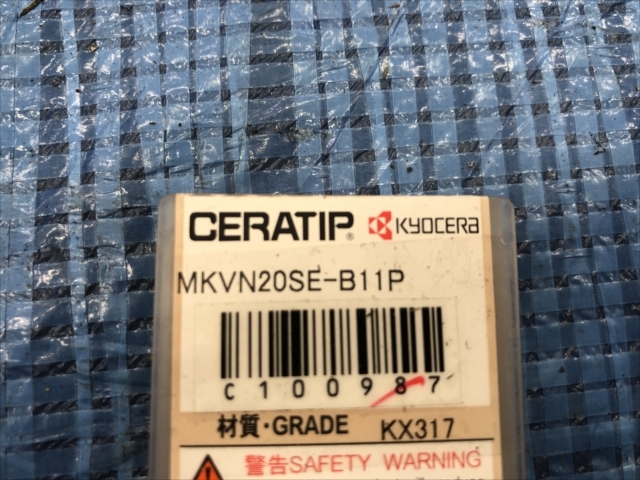 CERATIP® KYOCERA
MKVN20SE-B11P
C100987
材質・GRADE KX317
警告SAFETY WARNING